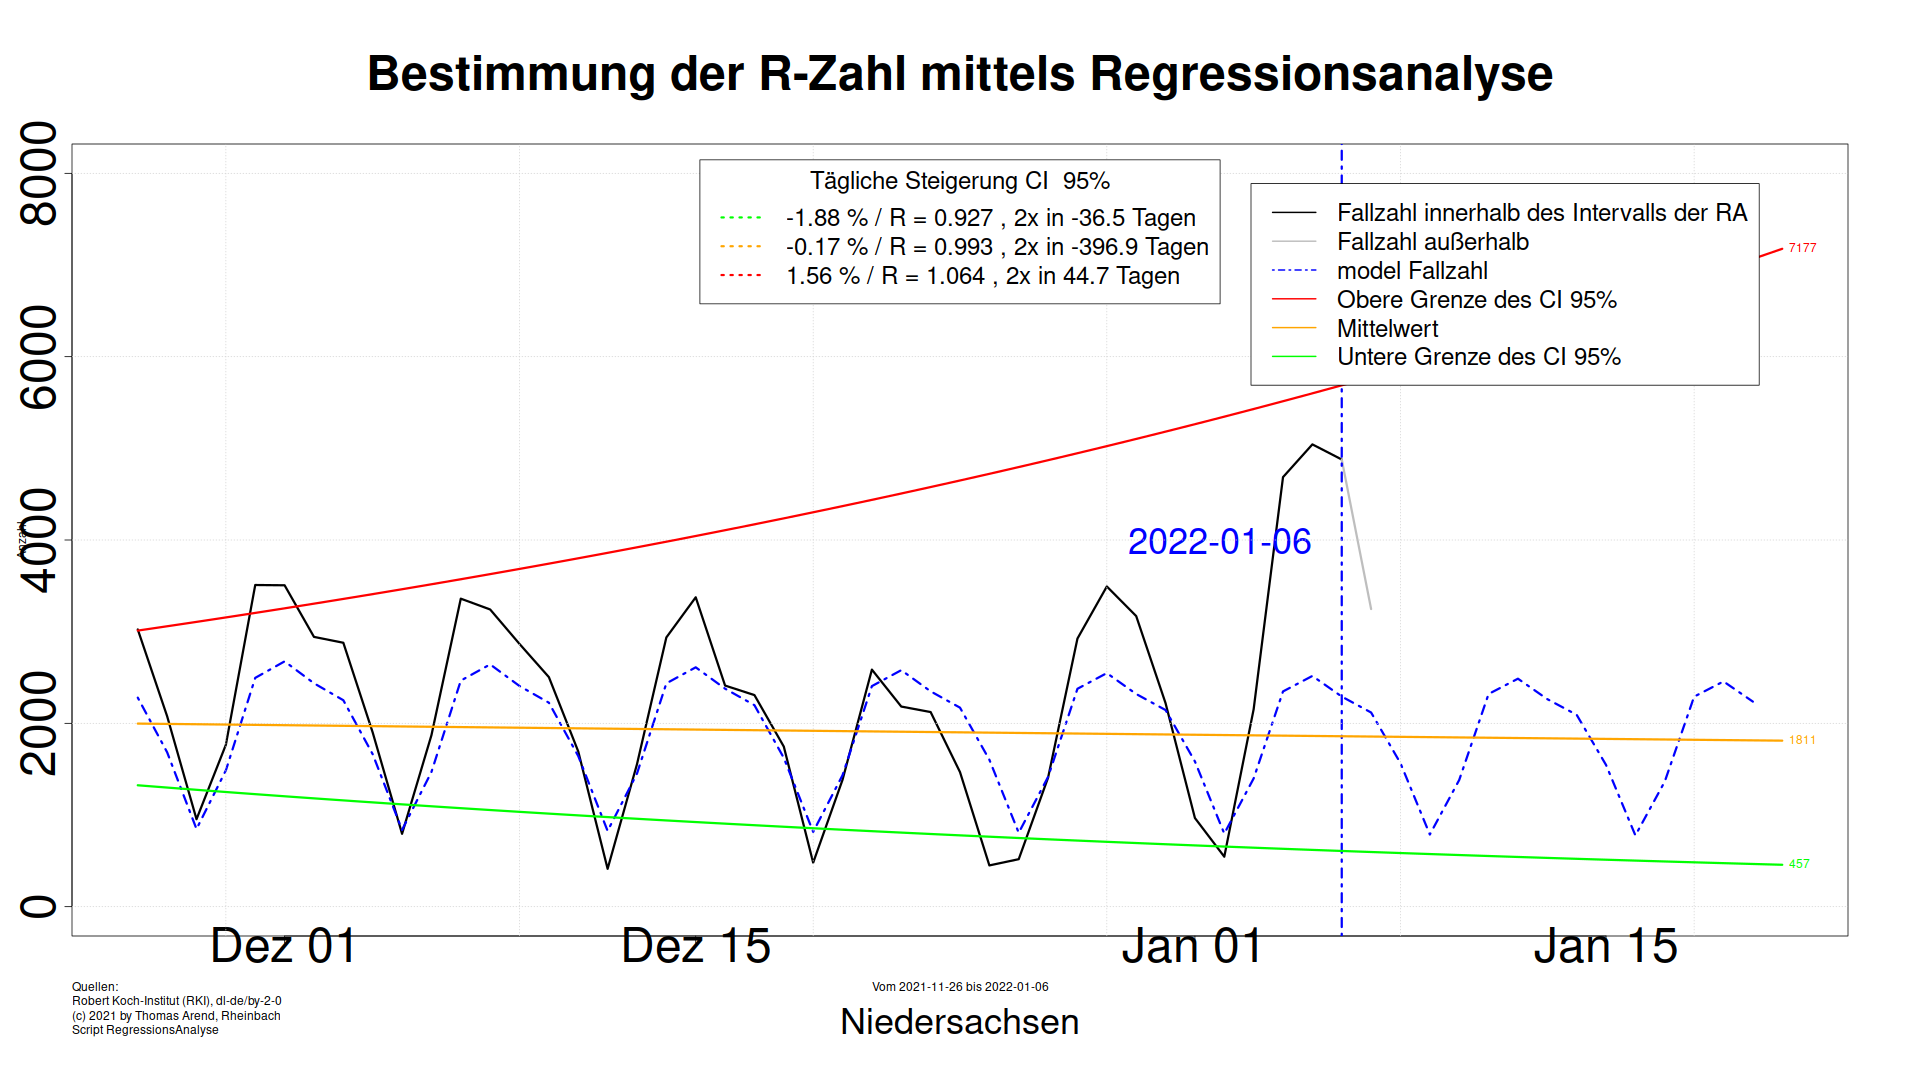 Bestimmung der R-Zahl mittels Regressionsanalyse
8000
6000
4000
2000
0
Anzahl
Tägliche Steigerung CI  95%
-1.88 % / R = 0.927 , 2x in -36.5 Tagen
-0.17 % / R = 0.993 , 2x in -396.9 Tagen
1.56 % / R = 1.064 , 2x in 44.7 Tagen
Fallzahl innerhalb des Intervalls der RA
Fallzahl außerhalb
model Fallzahl
Obere Grenze des CI 95%
Mittelwert
Untere Grenze des CI 95%
7177
2022-01-06
1811
457
Dez 01
Dez 15
Jan 01
Jan 15
Quellen:
Robert Koch-Institut (RKI), dl-de/by-2-0
(c) 2021 by Thomas Arend, Rheinbach
Script RegressionsAnalyse
Vom 2021-11-26 bis 2022-01-06
Niedersachsen